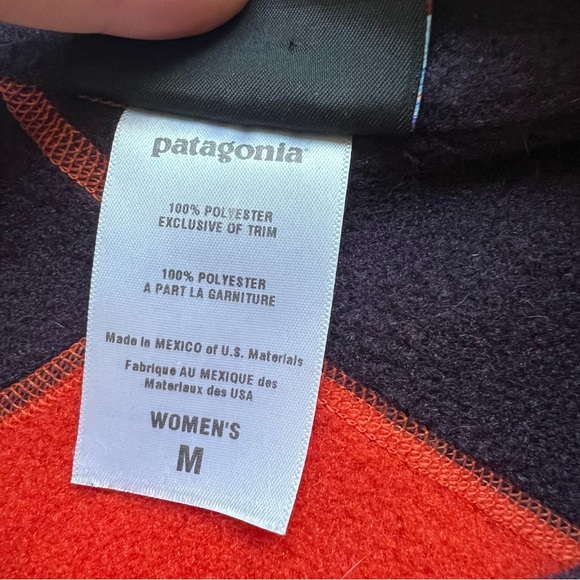 patagonia
100% POLYESTER
EXCLUSIVE OF TRIM
100% POLYESTER
A PART LA GARNITURE
Made in MEXICO of U.S. Materials
Fabrique AU MEXIQUE des
Materiaux des USA
WOMEN'S
M